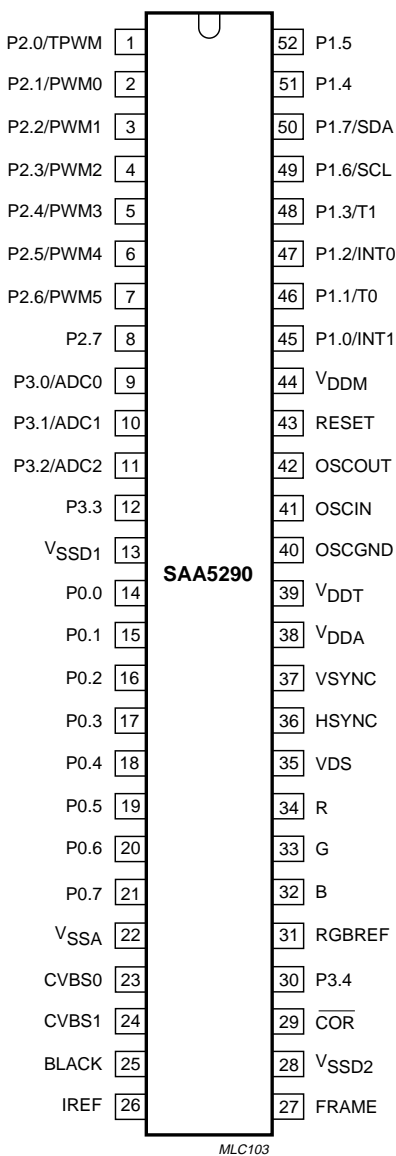 P2.0/TPWM 1 52 P1.5
P2.1/PWM0 2 51 P1.4
P2.2/PWM1 3 50 P1.7/SDA
P2.3/PWM2 4 49 P1.6/SCL
P2.4/PWM3 5 48 P1.3/T1
P2.5/PWM4 6 47 P1.2/INT0
P2.6/PWM5 7 46 P1.1/T0
P2.7 8 45 P1.0/INT1
P3.0/ADC0 9 44 VDDM
P3.1/ADC1 10 43 RESET
P3.2/ADC2 11 42 OSCOUT
P3.3 12 41 OSCIN
VSSD1 13 40 OSCGND
SAA5290
P0.0 14 39 VDDT
P0.1 15 38 VDDA
P0.2 16 37 VSYNC
P0.3 17 36 HSYNC
P0.4 18 35 VDS
P0.5 19 34 R
P0.6 20 33 G
P0.7 21 32 B
VSSA 22 31 RGBREF
CVBS0 23 30 P3.4
CVBS1 24 29 C̅O̅R̅
BLACK 25 28 VSSD2
IREF 26 27 FRAME
MLC103